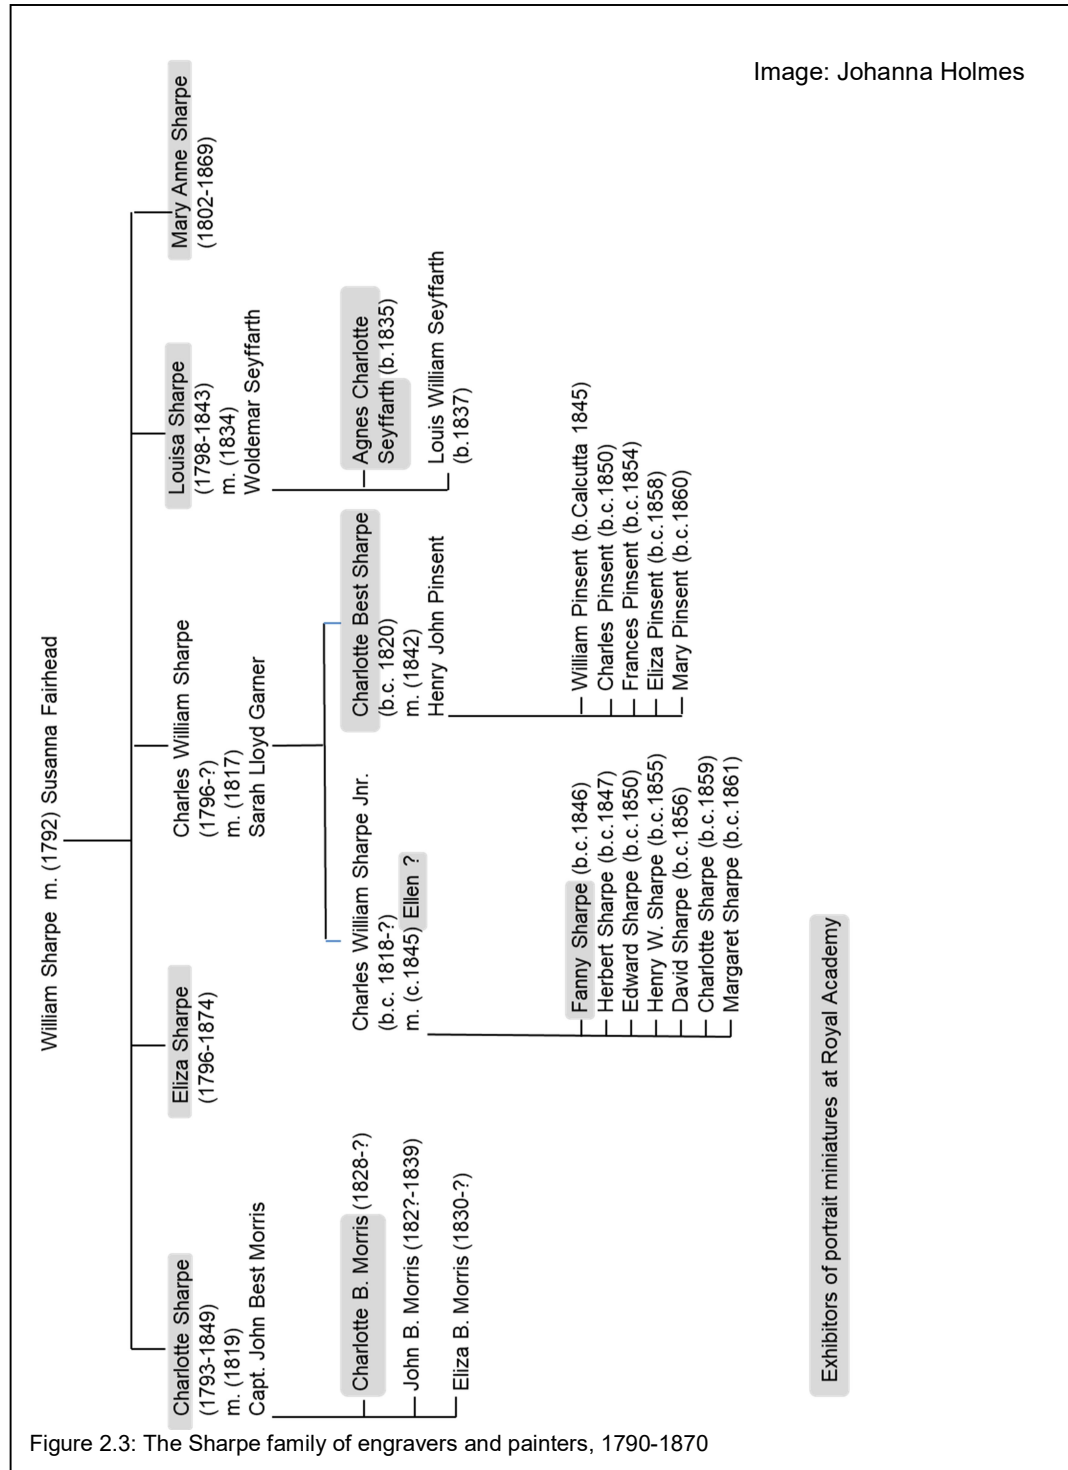 Image: Johanna Holmes
William Sharpe m. (1792) Susanna Fairhead
Charlotte Sharpe
(1793-1849)
m. (1819)
Capt. John Best Morris
Charlotte B. Morris (1828-?)
John B. Morris (182?-1839)
Eliza B. Morris (1830-?)
Eliza Sharpe
(1796-1874)
Charles William Sharpe
(1796-?)
m. (1817)
Sarah Lloyd Garner
Charles William Sharpe Jnr.
(b.c. 1818-?)
m. (c.1845) Ellen ?
Fanny Sharpe (b.c.1846)
Herbert Sharpe (b.c.1847)
Edward Sharpe (b.c.1850)
Henry W. Sharpe (b.c.1855)
David Sharpe (b.c.1856)
Charlotte Sharpe (b.c.1859)
Margaret Sharpe (b.c.1861)
Charlotte Best Sharpe
(b.c. 1820)
m. (1842)
Henry John Pinsent
William Pinsent (b.Calcutta 1845)
Charles Pinsent (b.c.1850)
Frances Pinsent (b.c.1854)
Eliza Pinsent (b.c.1858)
Mary Pinsent (b.c.1860)
Louisa Sharpe
(1798-1843)
m. (1834)
Woldemar Seyffarth
Agnes Charlotte
Seyffarth (b.1835)
Louis William Seyffarth
(b.1837)
Mary Anne Sharpe
(1802-1869)
Exhibitors of portrait miniatures at Royal Academy
Figure 2.3: The Sharpe family of engravers and painters, 1790-1870